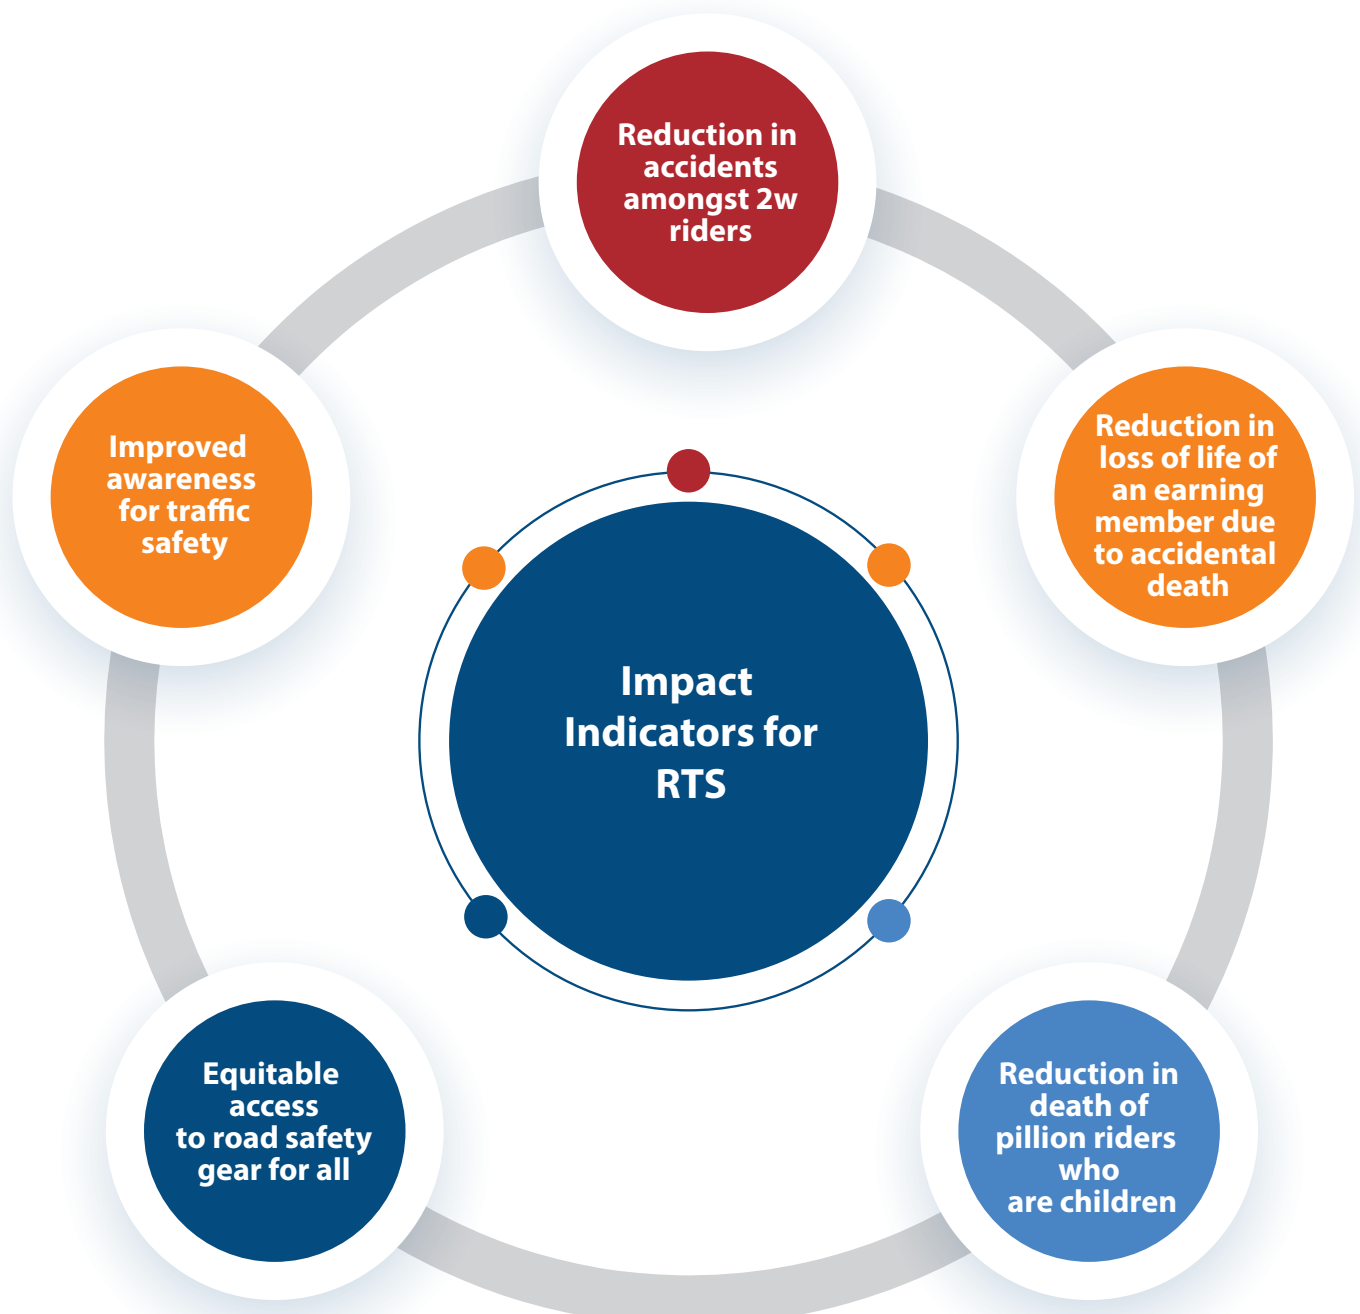 Reduction in
accidents
amongst 2w
riders
Improved
awareness
for traffic
safety
Reduction in
loss of life of
an earning
member due
to accidental
death
Impact
Indicators for
RTS
Equitable
access
to road safety
gear for all
Reduction in
death of
pillion riders
who
are children